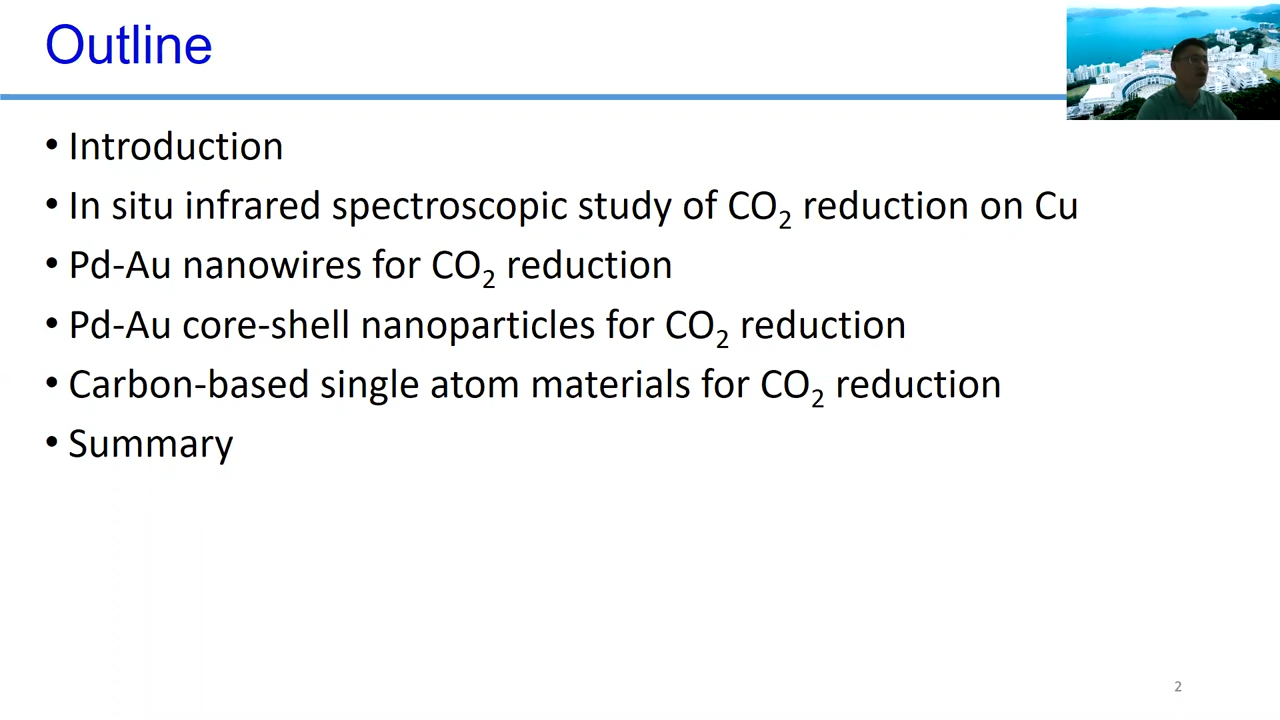 Outline
• Introduction
• In situ infrared spectroscopic study of CO₂ reduction on Cu
• Pd-Au nanowires for CO₂ reduction
• Pd-Au core-shell nanoparticles for CO₂ reduction
• Carbon-based single atom materials for CO₂ reduction
• Summary
2